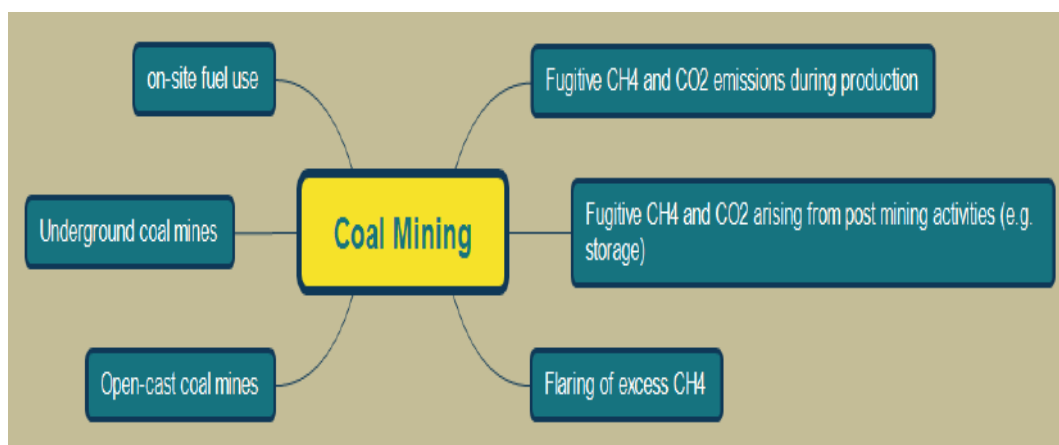 on-site fuel use
Fugitive CH4 and CO2 emissions during production
Underground coal mines
Coal Mining
Fugitive CH4 and CO2 arising from post mining activities (e.g.
storage)
Open-cast coal mines
Flaring of excess CH4